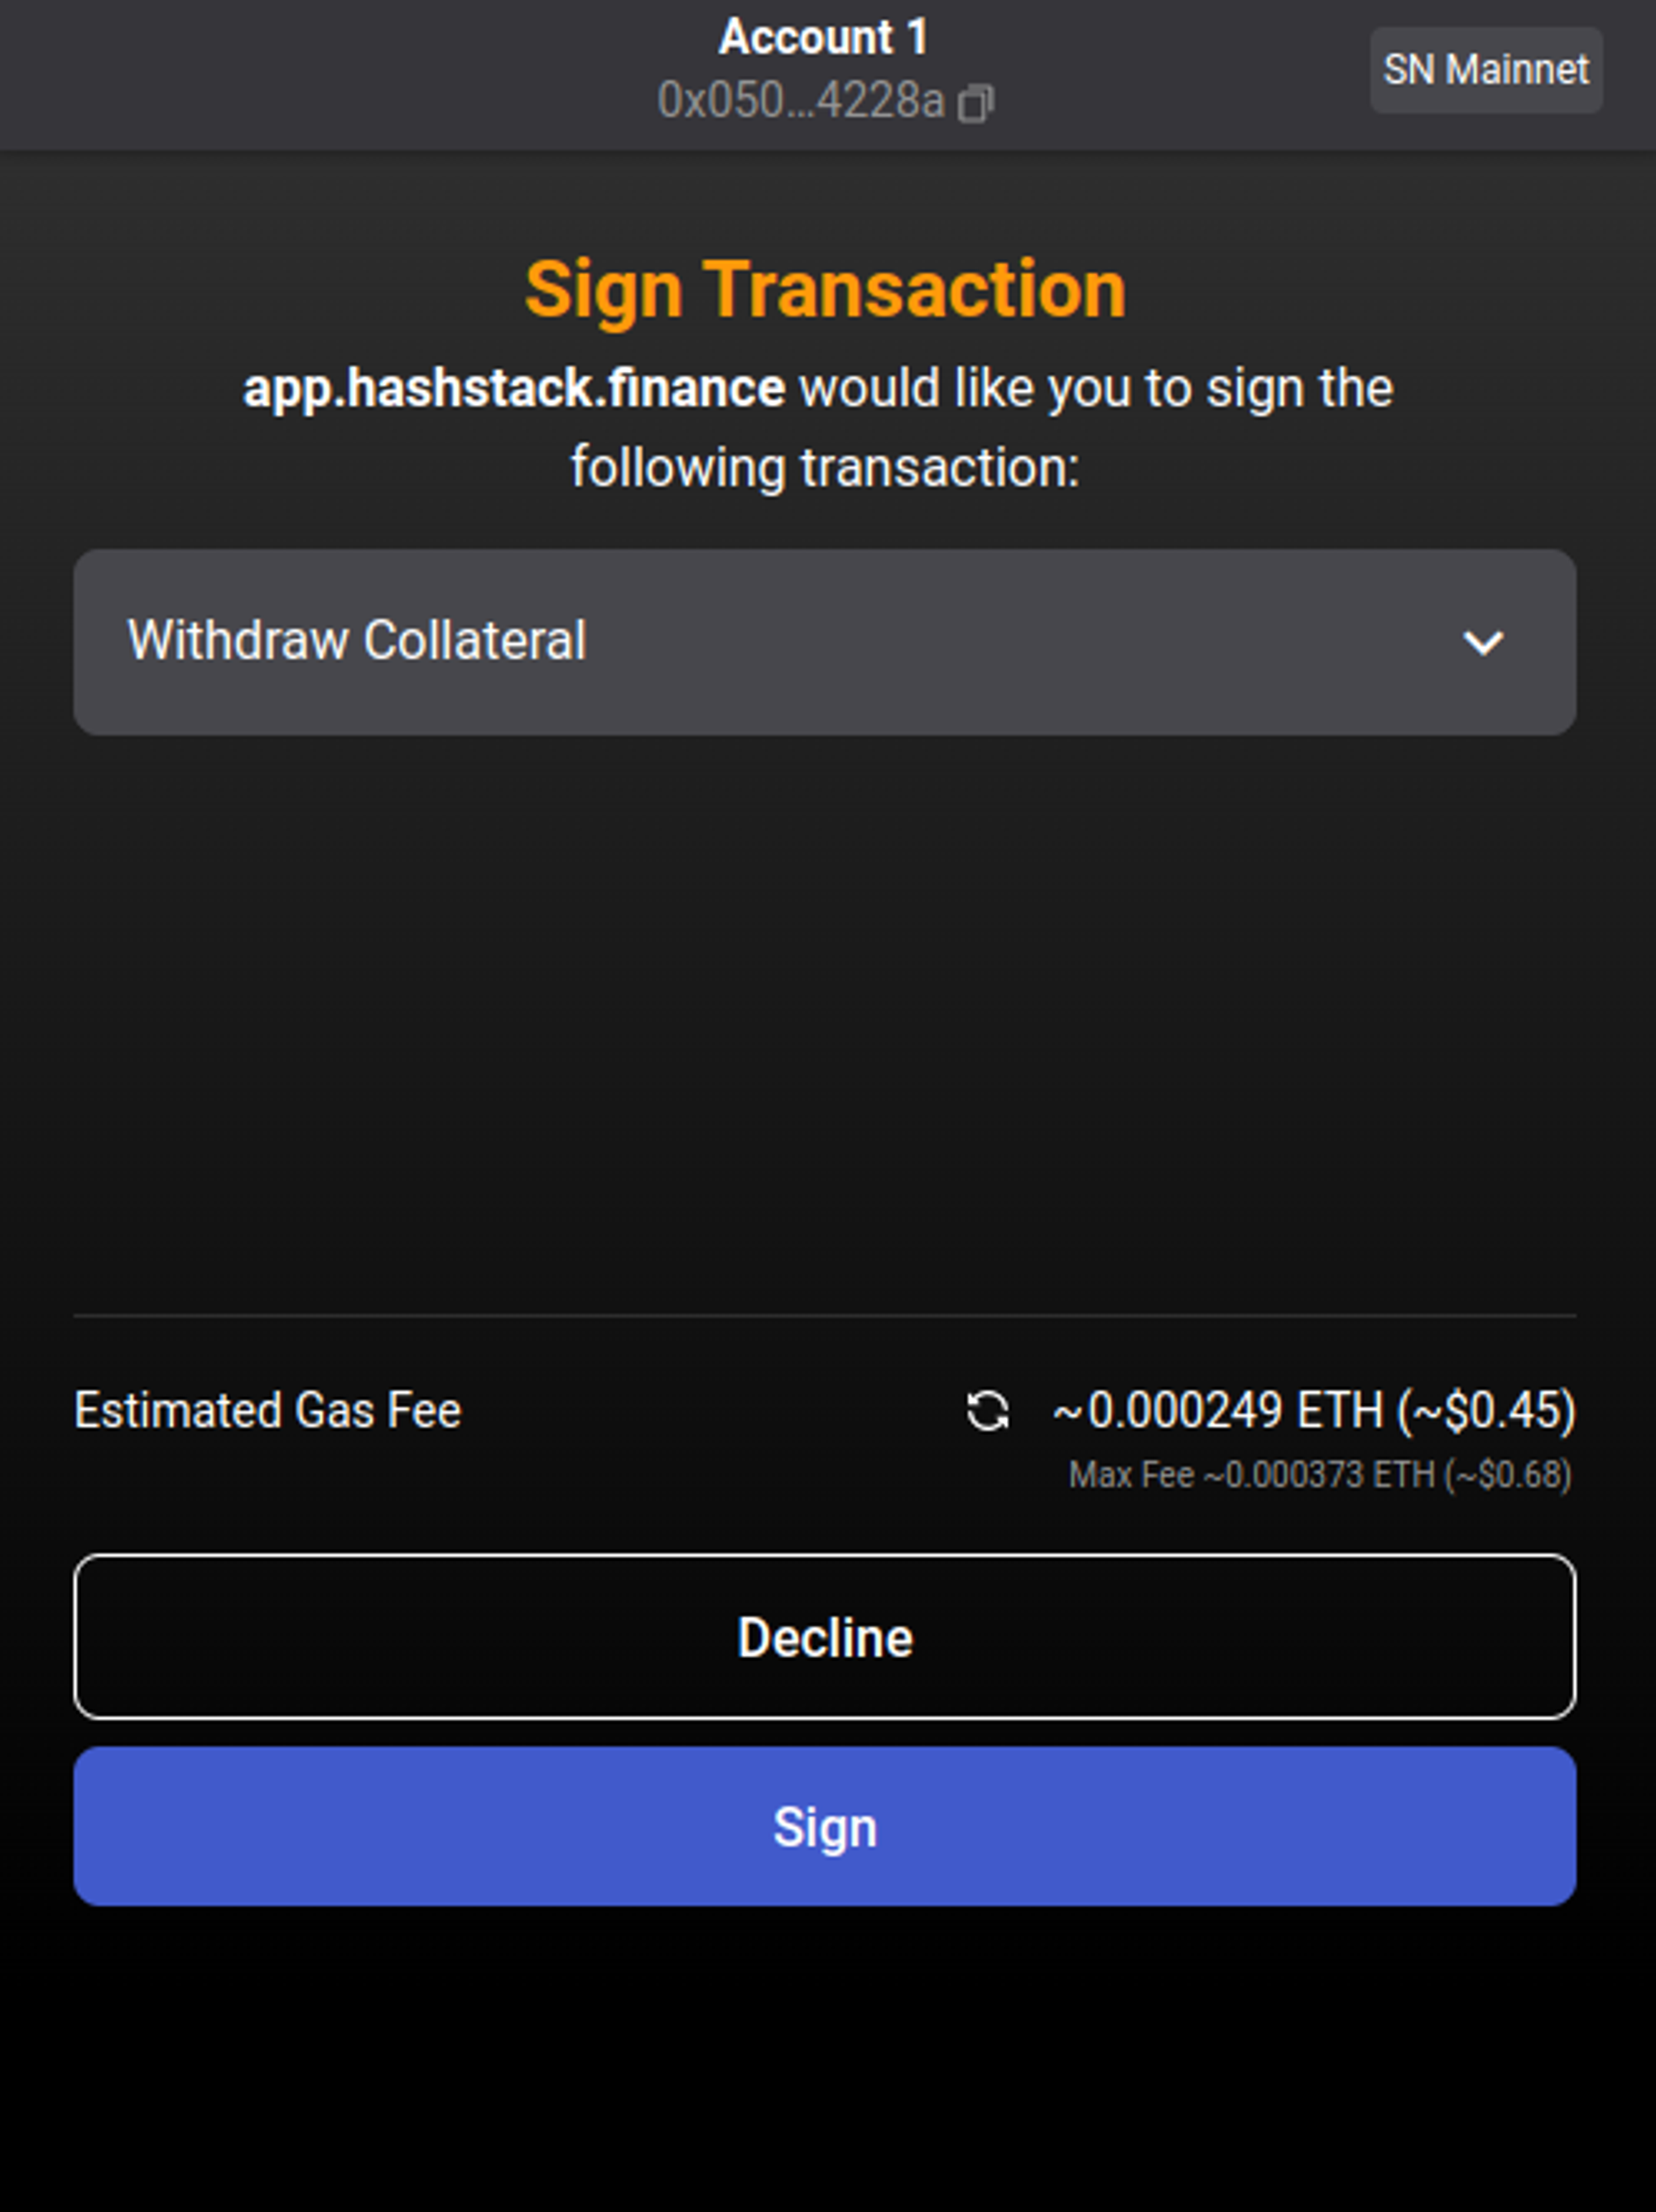 Account 1
0x050...4228a
SN Mainnet
Sign Transaction
app.hashstack.finance would like you to sign the
following transaction:
Withdraw Collateral
Estimated Gas Fee
~0.000249 ETH (~$0.45)
Max Fee ~0.000373 ETH (~$0.68)
Decline
Sign